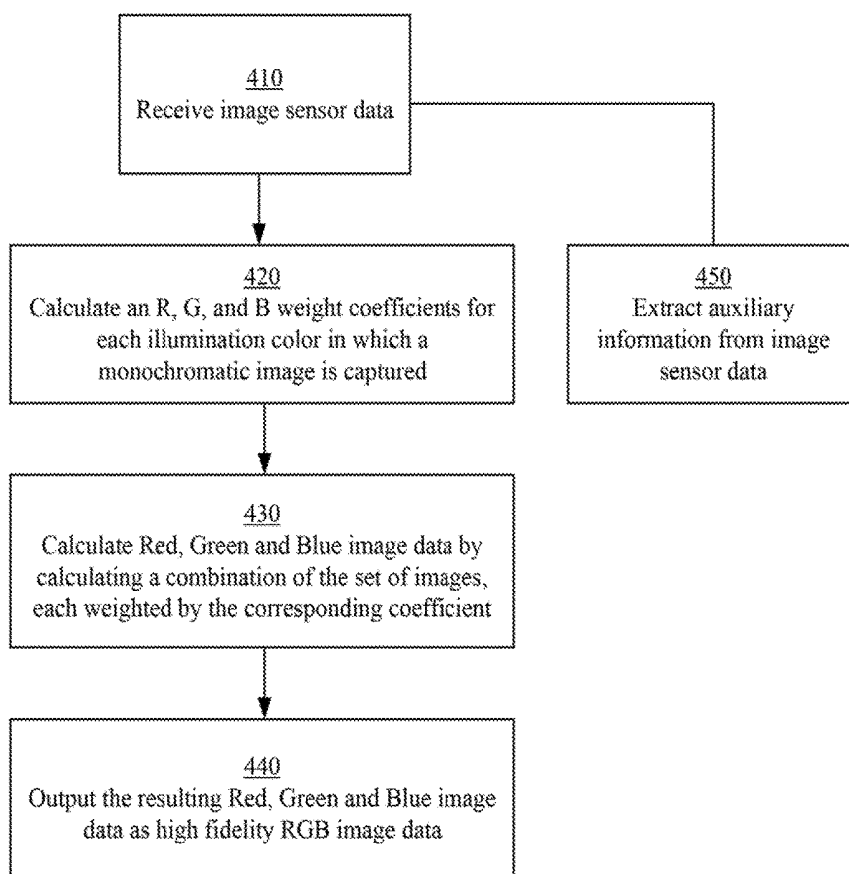 410
Receive image sensor data
420
Calculate an R, G, and B weight coefficients for
each illumination color in which a
monochromatic image is captured
450
Extract auxiliary
information from image
sensor data
430
Calculate Red, Green and Blue image data by
calculating a combination of the set of images,
each weighted by the corresponding coefficient
440
Output the resulting Red, Green and Blue image
data as high fidelity RGB image data